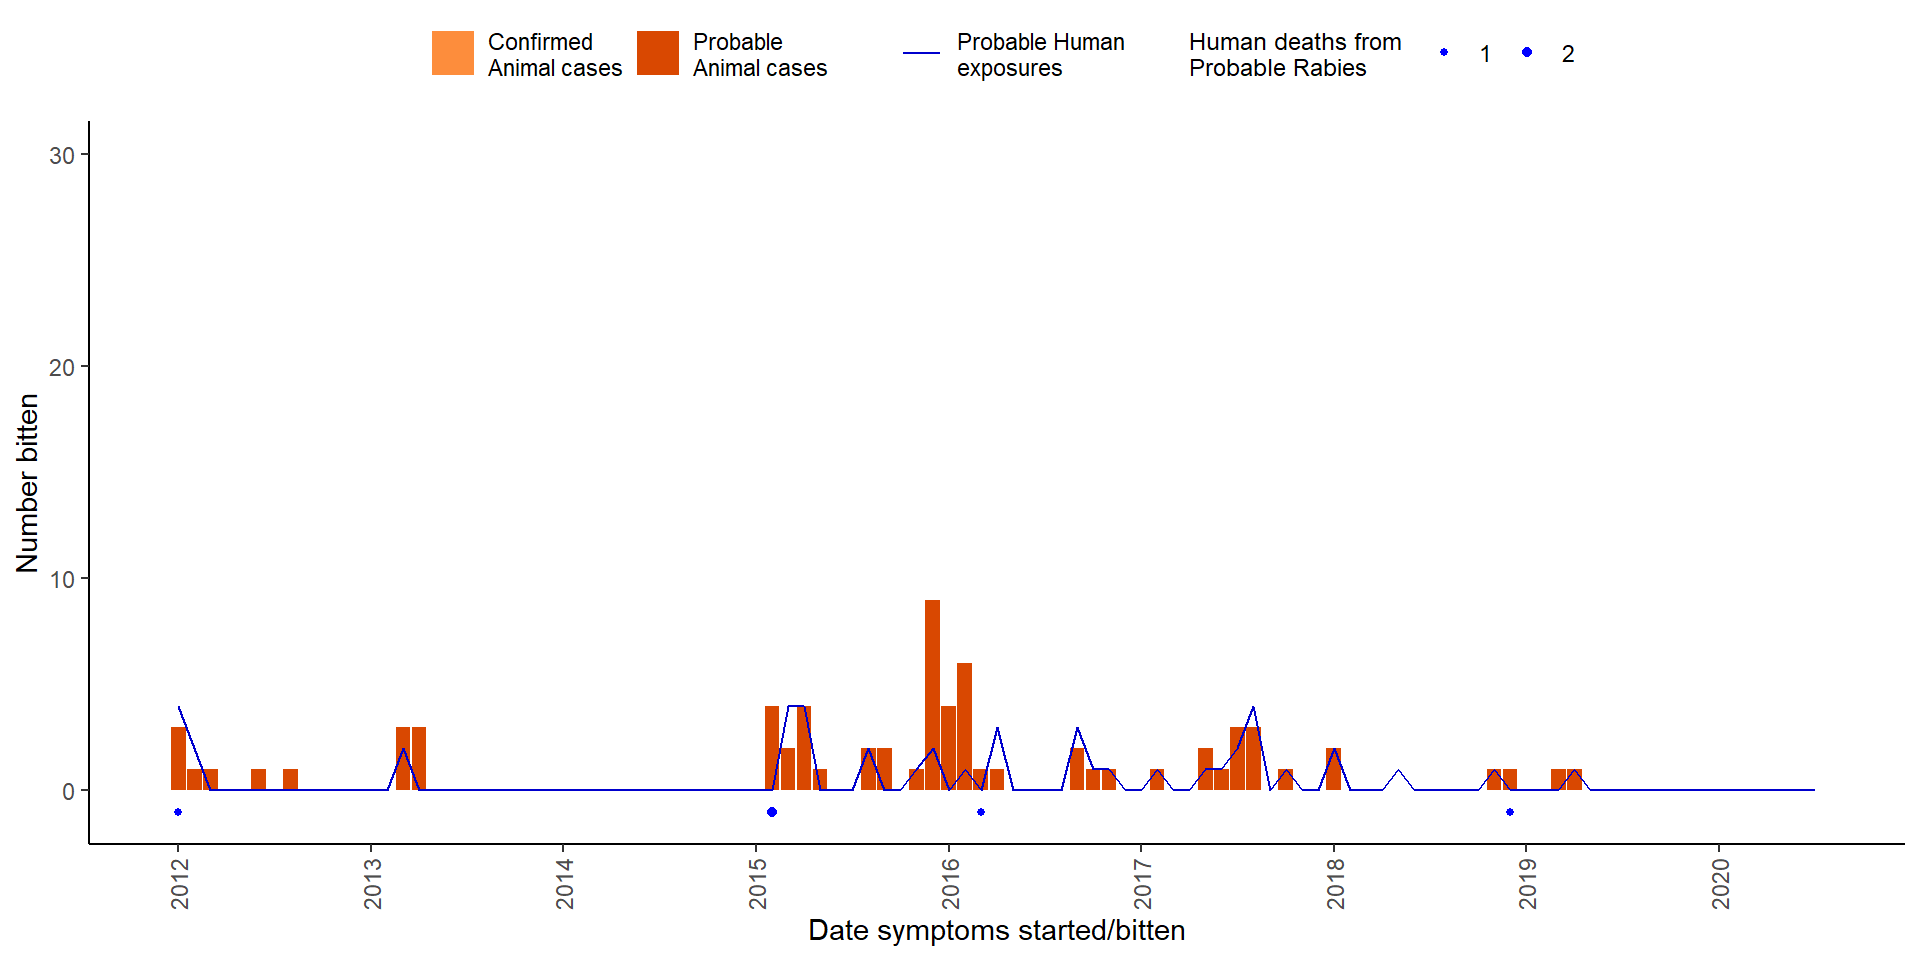 Confirmed
Animal cases
Probable
Animal cases
Probable Human
exposures
Human deaths from
Probable Rabies
1
2
30
20
10
0
Number bitten
2012
2013
2014
2015
2016
2017
2018
2019
2020
Date symptoms started/bitten